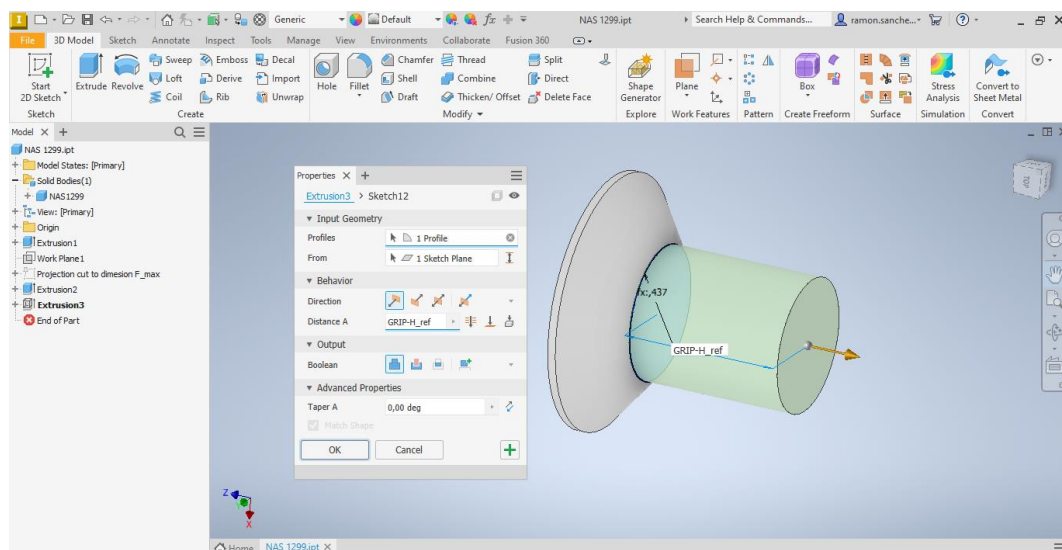 Generic Default fx NAS 1299.ipt Search Help & Commands... ramon.sanche...
File 3D Model Sketch Annotate Inspect Tools Manage View Environments Collaborate Fusion 360
Start 2D Sketch Extrude Revolve Sweep Emboss Decal Hole Fillet Chamfer Thread Split Shape Generator Plane Box Stress Analysis Convert to Sheet Metal
Loft Derive Import Shell Combine Direct
Coil Rib Unwrap Draft Thicken/ Offset Delete Face
Sketch Create Modify Explore Work Features Pattern Create Freeform Surface Simulation Convert
Model × +
NAS 1299.ipt
Model States: [Primary]
Solid Bodies(1)
NAS1299
View: [Primary]
Origin
Extrusion1
Work Plane1
Projection cut to dimesion F_max
Extrusion2
Extrusion3
End of Part
Properties × +
Extrusion3 > Sketch12
Input Geometry
Profiles 1 Profile
From 1 Sketch Plane
Behavior
Direction
Distance A GRIP-H_ref
Output
Boolean
Advanced Properties
Taper A 0,00 deg
Match Shape
OK Cancel +
fx:,437
GRIP-H_ref
TOP
Z
X
Home NAS 1299.ipt ×